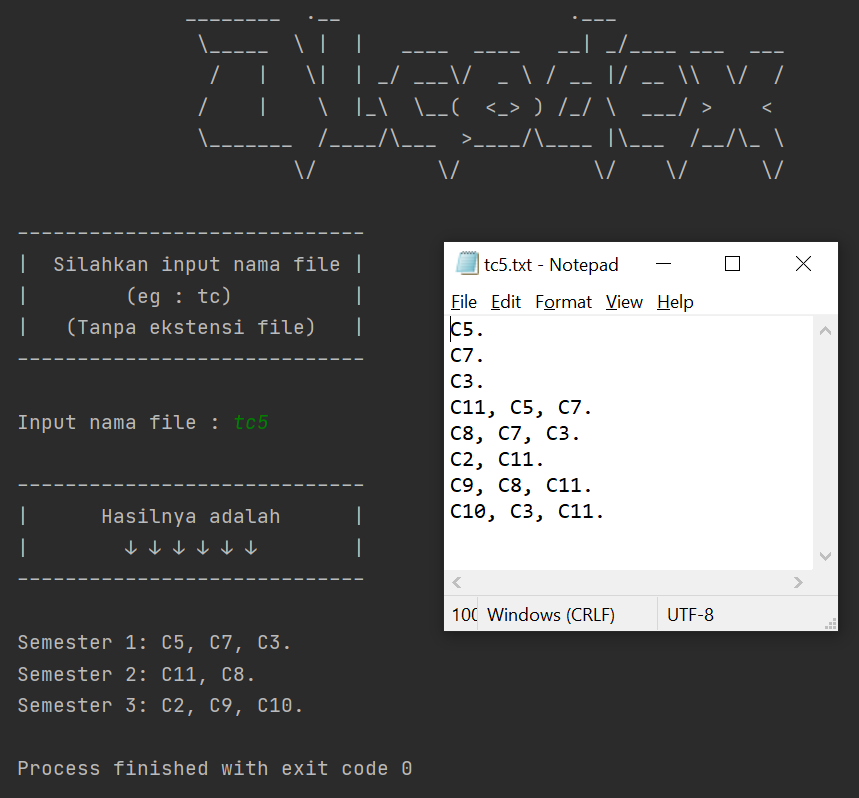 ________  .__                   .___
\_____  \ |  |   ____  ____   __| _/____ ___  ___
 /   |   \|  | _/ ___\/  _ \ / __ |/ __ \\  \/  /
/    |    \  |_\  \__(  <_> ) /_/ \  ___/ >    <
\_______  /____/\___  >____/\____ |\___  /__/\_ \
        \/          \/           \/    \/      \/
-----------------------------
|  Silahkan input nama file |
|        (eg : tc)          |
|   (Tanpa ekstensi file)   |
-----------------------------
Input nama file : tc5
-----------------------------
|      Hasilnya adalah      |
|        ↓ ↓ ↓ ↓ ↓ ↓        |
-----------------------------
Semester 1: C5, C7, C3.
Semester 2: C11, C8.
Semester 3: C2, C9, C10.
Process finished with exit code 0
tc5.txt - Notepad
File Edit Format View Help
C5.
C7.
C3.
C11, C5, C7.
C8, C7, C3.
C2, C11.
C9, C8, C11.
C10, C3, C11.
100 Windows (CRLF) UTF-8